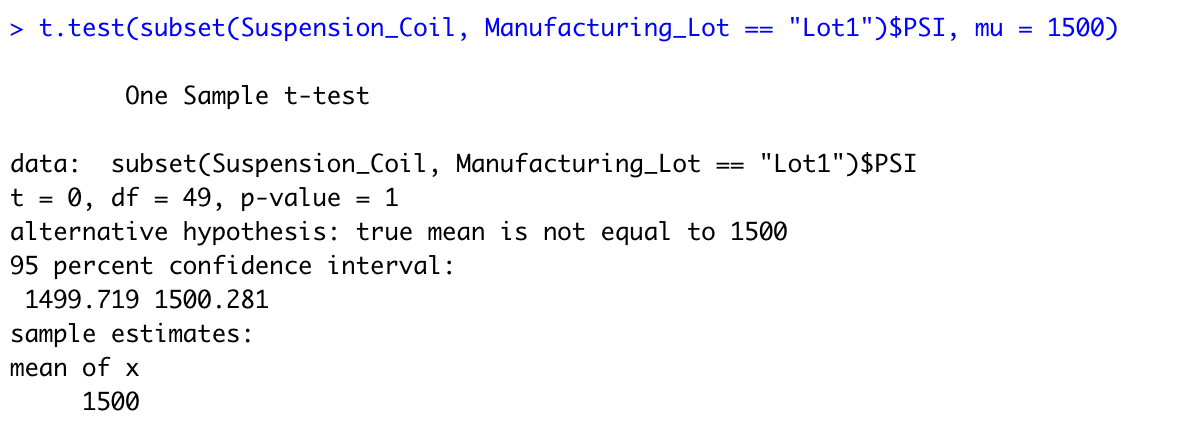 > t.test(subset(Suspension_Coil, Manufacturing_Lot == "Lot1")$PSI, mu = 1500)
One Sample t-test
data:  subset(Suspension_Coil, Manufacturing_Lot == "Lot1")$PSI
t = 0, df = 49, p-value = 1
alternative hypothesis: true mean is not equal to 1500
95 percent confidence interval:
 1499.719 1500.281
sample estimates:
mean of x
     1500